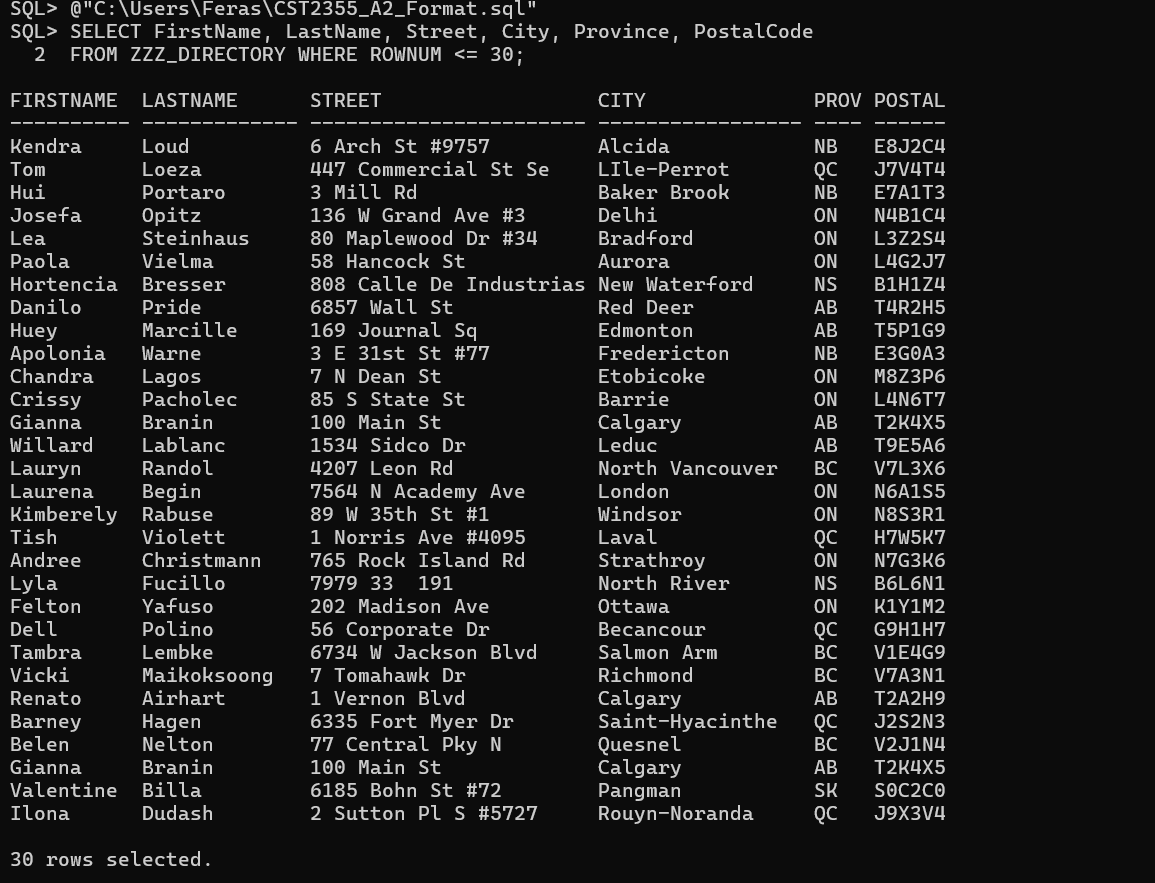 SQL> @"C:\Users\Feras\CST2355_A2_Format.sql"
SQL> SELECT FirstName, LastName, Street, City, Province, PostalCode
  2  FROM ZZZ_DIRECTORY WHERE ROWNUM <= 30;

FIRSTNAME  LASTNAME      STREET                  CITY              PROV POSTAL
---------- ------------- ----------------------- ----------------- ---- ------
Kendra     Loud          6 Arch St #9757         Alcida            NB   E8J2C4
Tom        Loeza         447 Commercial St Se    LIle-Perrot       QC   J7V4T4
Hui        Portaro       3 Mill Rd               Baker Brook       NB   E7A1T3
Josefa     Opitz         136 W Grand Ave #3      Delhi             ON   N4B1C4
Lea        Steinhaus     80 Maplewood Dr #34     Bradford          ON   L3Z2S4
Paola      Vielma        58 Hancock St           Aurora            ON   L4G2J7
Hortencia  Bresser       808 Calle De Industrias New Waterford     NS   B1H1Z4
Danilo     Pride         6857 Wall St            Red Deer          AB   T4R2H5
Huey       Marcille      169 Journal Sq          Edmonton          AB   T5P1G9
Apolonia   Warne         3 E 31st St #77         Fredericton       NB   E3G0A3
Chandra    Lagos         7 N Dean St             Etobicoke         ON   M8Z3P6
Crissy     Pacholec      85 S State St           Barrie            ON   L4N6T7
Gianna     Branin        100 Main St             Calgary           AB   T2K4X5
Willard    Lablanc       1534 Sidco Dr           Leduc             AB   T9E5A6
Lauryn     Randol        4207 Leon Rd            North Vancouver   BC   V7L3X6
Laurena    Begin         7564 N Academy Ave      London            ON   N6A1S5
Kimberely  Rabuse        89 W 35th St #1         Windsor           ON   N8S3R1
Tish       Violett       1 Norris Ave #4095      Laval             QC   H7W5K7
Andree     Christmann    765 Rock Island Rd      Strathroy         ON   N7G3K6
Lyla       Fucillo       7979 33  191            North River       NS   B6L6N1
Felton     Yafuso        202 Madison Ave         Ottawa            ON   K1Y1M2
Dell       Polino        56 Corporate Dr         Becancour         QC   G9H1H7
Tambra     Lembke        6734 W Jackson Blvd     Salmon Arm        BC   V1E4G9
Vicki      Maikoksoong   7 Tomahawk Dr           Richmond          BC   V7A3N1
Renato     Airhart       1 Vernon Blvd           Calgary           AB   T2A2H9
Barney     Hagen         6335 Fort Myer Dr       Saint-Hyacinthe   QC   J2S2N3
Belen      Nelton        77 Central Pky N        Quesnel           BC   V2J1N4
Gianna     Branin        100 Main St             Calgary           AB   T2K4X5
Valentine  Billa         6185 Bohn St #72        Pangman           SK   S0C2C0
Ilona      Dudash        2 Sutton Pl S #5727     Rouyn-Noranda     QC   J9X3V4

30 rows selected.